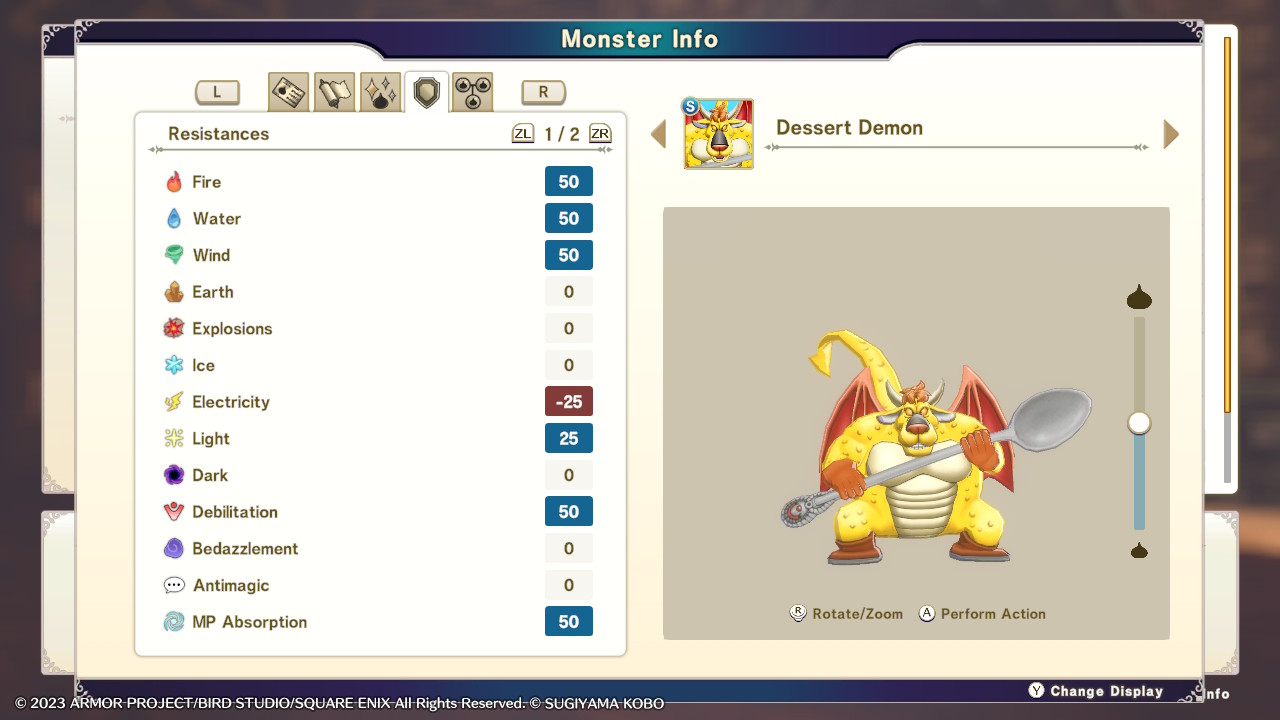 Monster Info
L
R
Resistances
ZL 1 / 2 ZR
Fire 50
Water 50
Wind 50
Earth 0
Explosions 0
Ice 0
Electricity -25
Light 25
Dark 0
Debilitation 50
Bedazzlement 0
Antimagic 0
MP Absorption 50
S
Dessert Demon
R Rotate/Zoom A Perform Action
Y Change Display
nfo
© 2023 ARMOR PROJECT/BIRD STUDIO/SQUARE ENIX All Rights Reserved. © SUGIYAMA KOBO